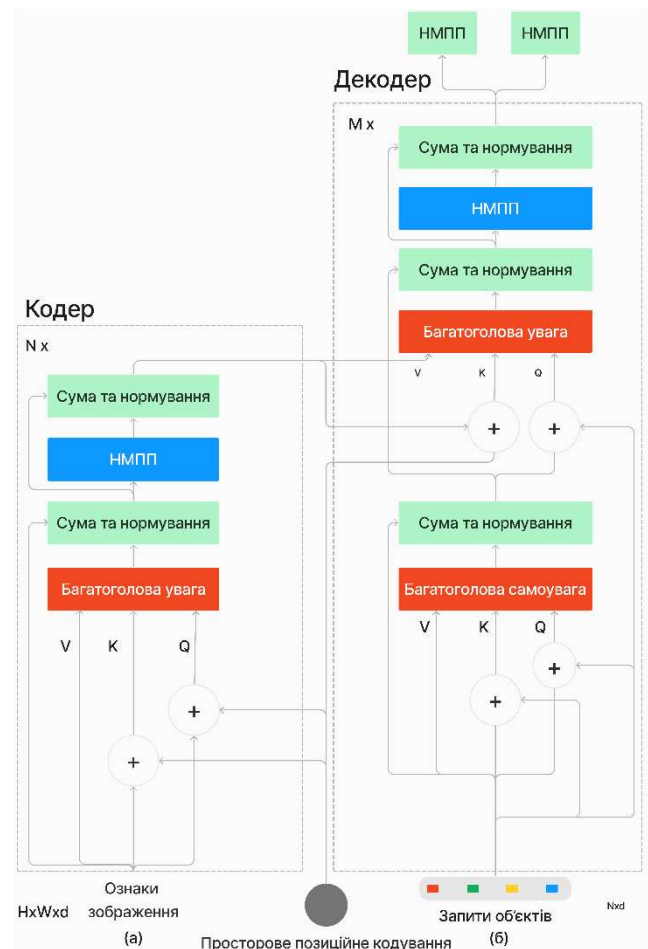 НМПП НМПП
Декодер
М х
Сума та нормування
НМПП
Сума та нормування
Багатоголова увага
V K Q
+ +
Сума та нормування
Багатоголова самоувага
V K Q
+
+
Запити об'єктів
Nxd
(б)
Кодер
N x
Сума та нормування
НМПП
Сума та нормування
Багатоголова увага
V K Q
+
+
Ознаки
HxWxd зображення
(а)
Просторове позиційне кодування